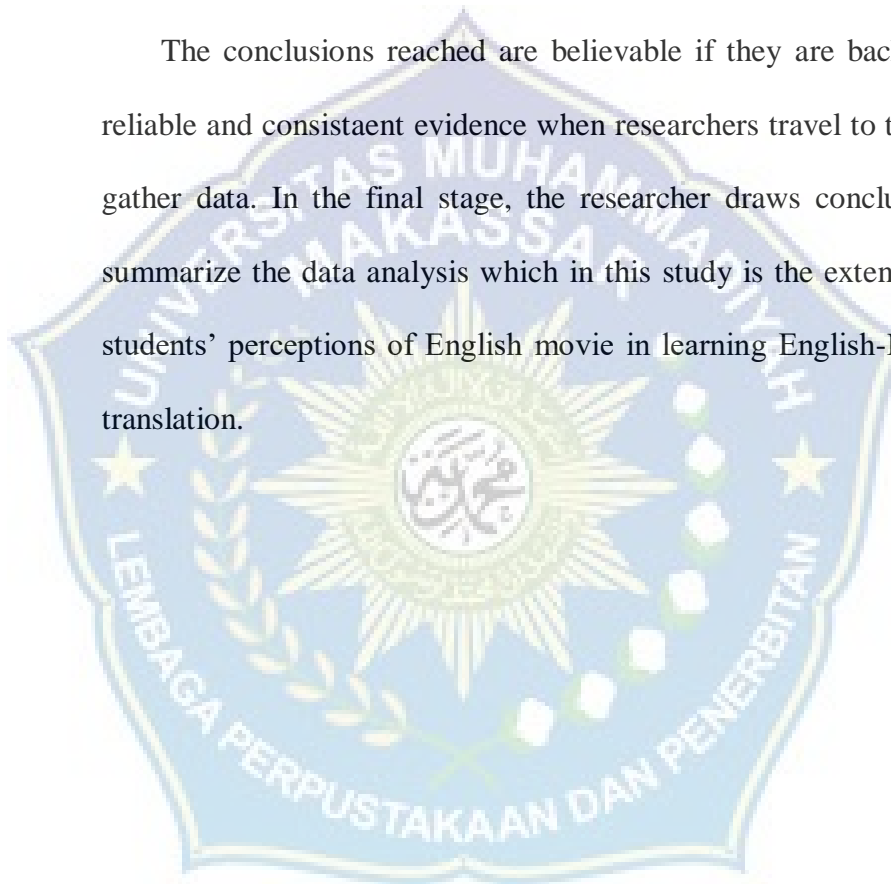 The conclusions reached are believable if they are bac
reliable and consistaent evidence when researchers travel to t
gather data. In the final stage, the researcher draws conclu
summarize the data analysis which in this study is the exten
students’ perceptions of English movie in learning English-I
translation.
UNIVERSITAS MUHAMMADIYAH
MAKASSAR
LEMBAGA PERPUSTAKAAN DAN PENERBITAN